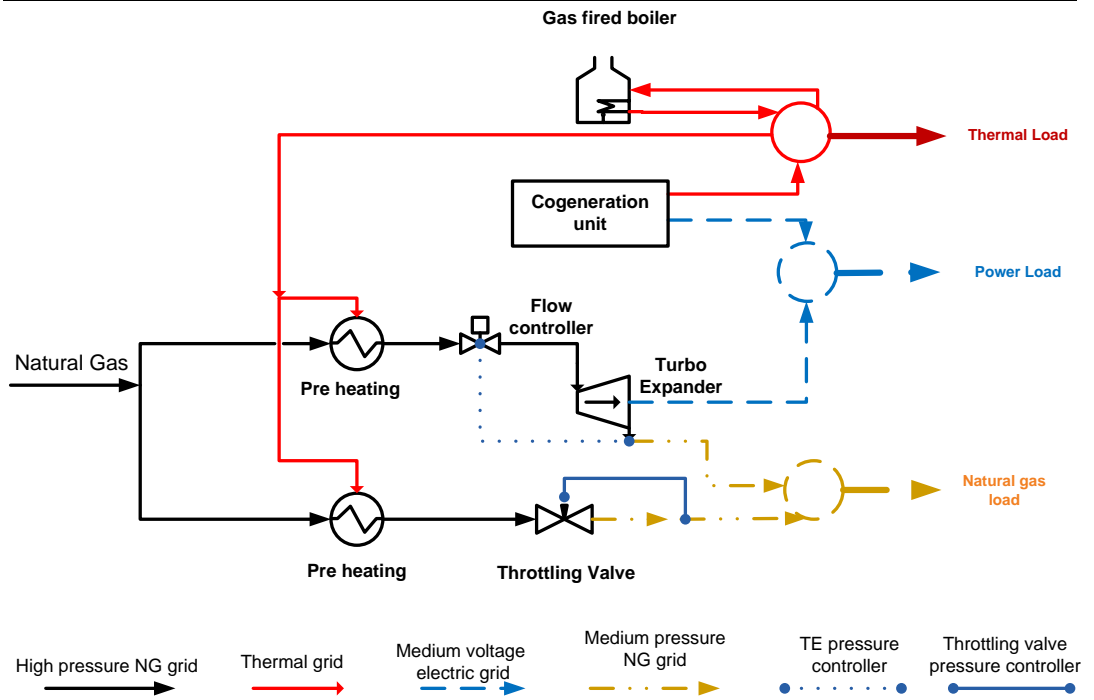 Gas fired boiler
Thermal Load
Cogeneration
unit
Power Load
Flow
controller
Natural Gas
Turbo
Expander
Pre heating
Natural gas
load
Pre heating
Throttling Valve
High pressure NG grid
Thermal grid
Medium voltage
electric grid
Medium pressure
NG grid
TE pressure
controller
Throttling valve
pressure controller